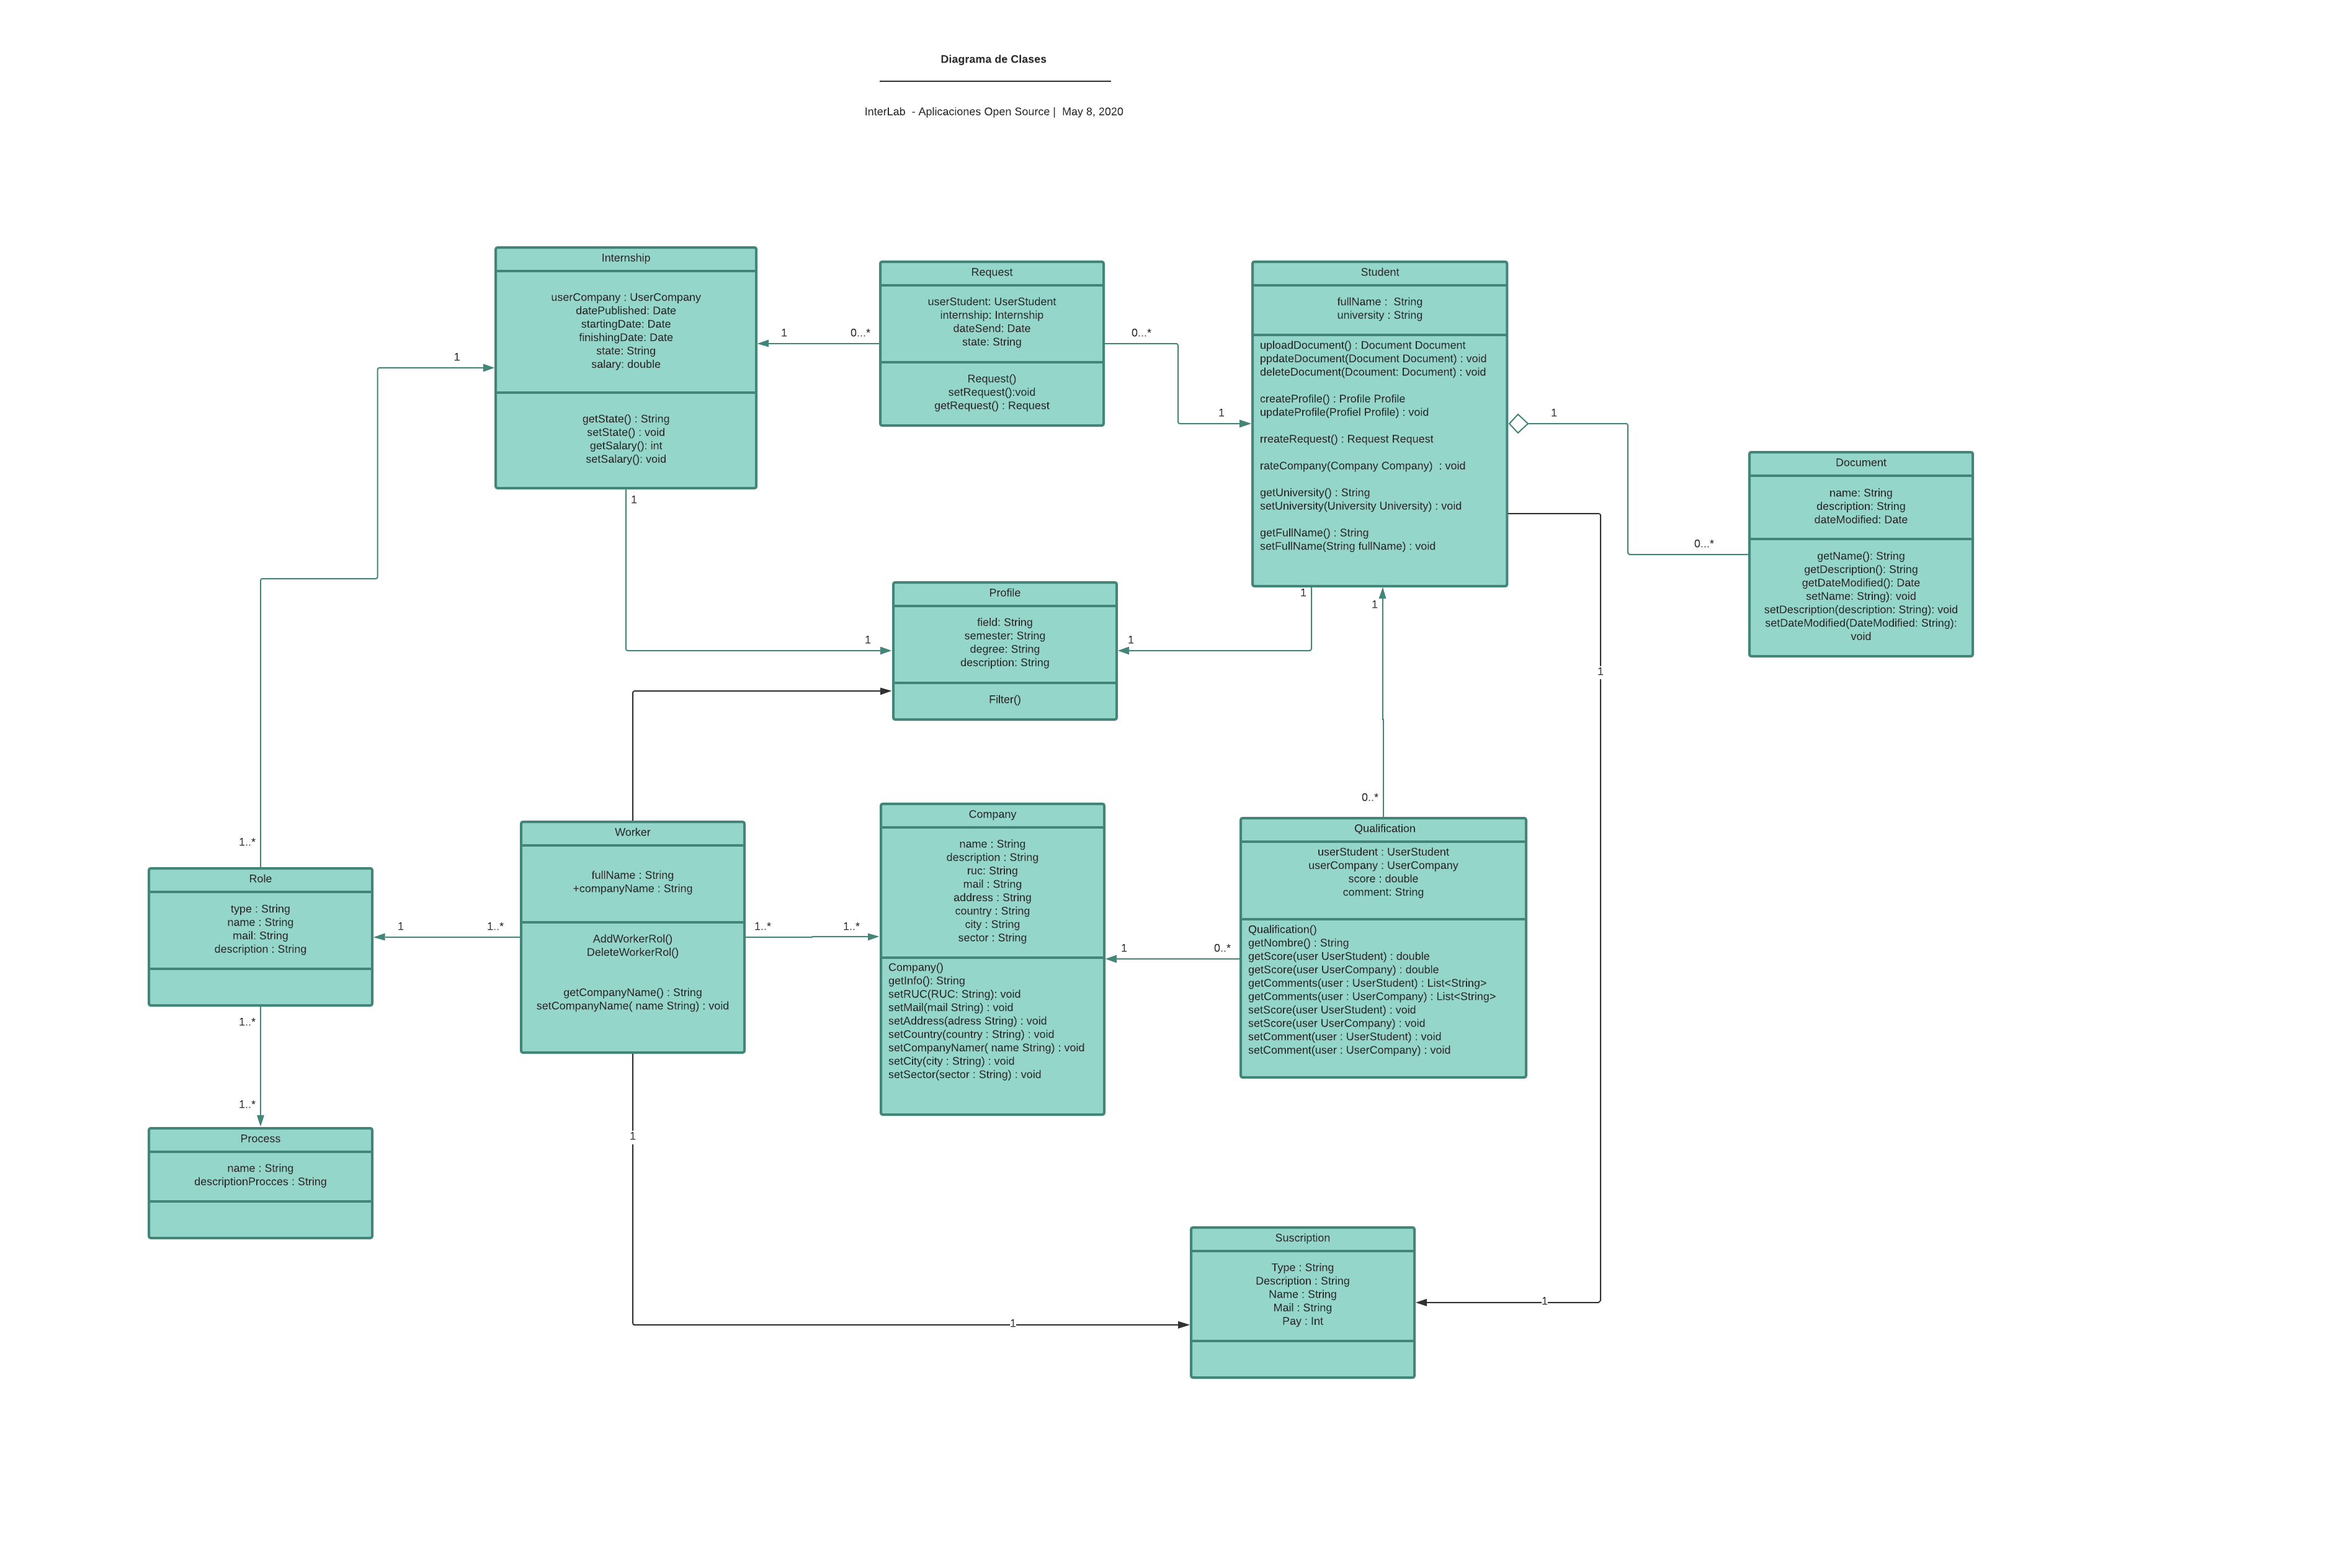 Diagrama de Clases
InterLab - Aplicaciones Open Source | May 8, 2020
Internship
userCompany : UserCompany
datePublished: Date
startingDate: Date
finishingDate: Date
state: String
salary: double
getState() : String
setState() : void
getSalary(): int
setSalary(): void
1
1
0...*
Request
userStudent: UserStudent
internship: Internship
dateSend: Date
state: String
Request()
setRequest():void
getRequest() : Request
0...*
1
Student
fullName : String
university : String
uploadDocument() : Document Document
ppdateDocument(Document Document) : void
deleteDocument(Dcoument: Document) : void
createProfile() : Profile Profile
updateProfile(Profiel Profile) : void
rreateRequest() : Request Request
rateCompany(Company Company) : void
getUniversity() : String
setUniversity(University University) : void
getFullName() : String
setFullName(String fullName) : void
1
0...*
Document
name: String
description: String
dateModified: Date
getName(): String
getDescription(): String
getDateModified(): Date
setName: String): void
setDescription(description: String): void
setDateModified(DateModified: String):
void
1
1
Profile
field: String
semester: String
degree: String
description: String
Filter()
1
1
1
0..*
1
1..*
Role
type : String
name : String
mail: String
description : String
1
1..*
Worker
fullName : String
+companyName : String
AddWorkerRol()
DeleteWorkerRol()
getCompanyName() : String
setCompanyName( name String) : void
1..*
1..*
Company
name : String
description : String
ruc: String
mail : String
address : String
country : String
city : String
sector : String
Company()
getInfo(): String
setRUC(RUC: String): void
setMail(mail String) : void
setAddress(adress String) : void
setCountry(country : String) : void
setCompanyNamer( name String) : void
setCity(city : String) : void
setSector(sector : String) : void
1
0..*
Qualification
userStudent : UserStudent
userCompany : UserCompany
score : double
comment: String
Qualification()
getNombre() : String
getScore(user UserStudent) : double
getScore(user UserCompany) : double
getComments(user : UserStudent) : List<String>
getComments(user : UserCompany) : List<String>
setScore(user UserStudent) : void
setScore(user UserCompany) : void
setComment(user : UserStudent) : void
setComment(user : UserCompany) : void
1..*
1..*
Process
name : String
descriptionProcces : String
1
1
Suscription
Type : String
Description : String
Name : String
Mail : String
Pay : Int
1